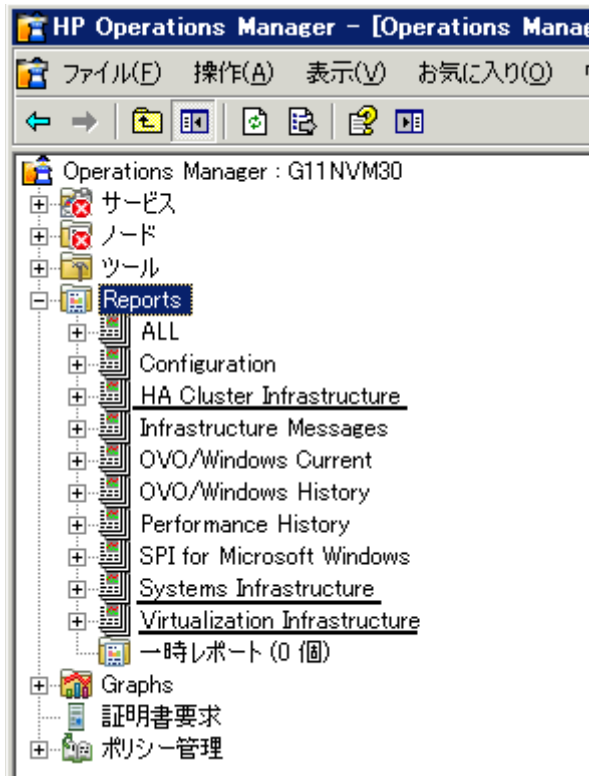 HP Operations Manager - [Operations Mana
ファイル(F) 操作(A) 表示(V) お気に入り(O)
Operations Manager : G11NVM30
サービス
ノード
ツール
Reports
ALL
Configuration
HA Cluster Infrastructure
Infrastructure Messages
OVO/Windows Current
OVO/Windows History
Performance History
SPI for Microsoft Windows
Systems Infrastructure
Virtualization Infrastructure
一時レポート (0 個)
Graphs
証明書要求
ポリシー管理